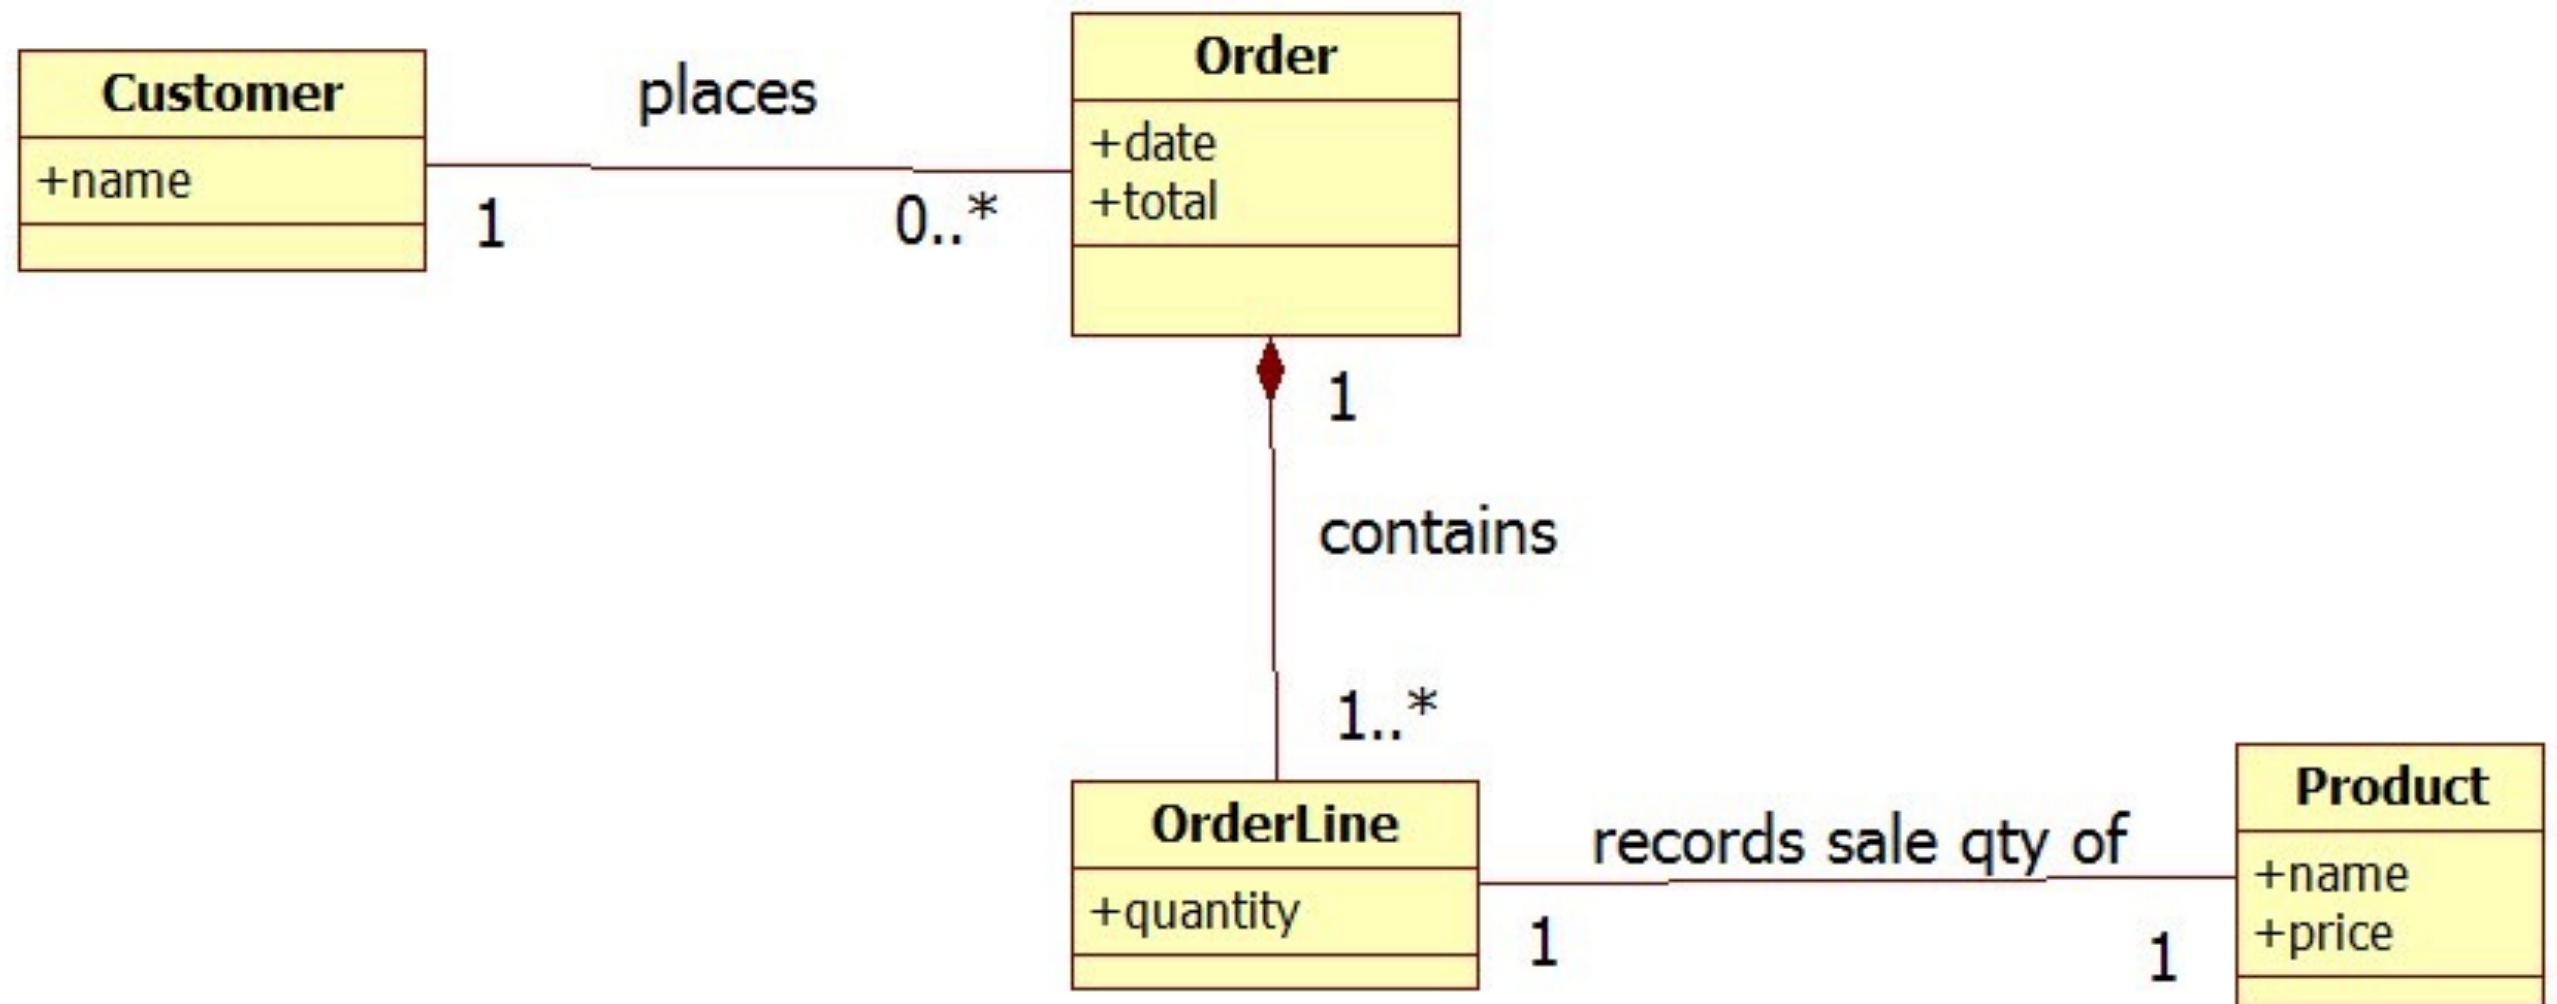 Customer
+name
places
1
0..*
Order
+date
+total
1
contains
1..*
OrderLine
+quantity
records sale qty of
1
1
Product
+name
+price